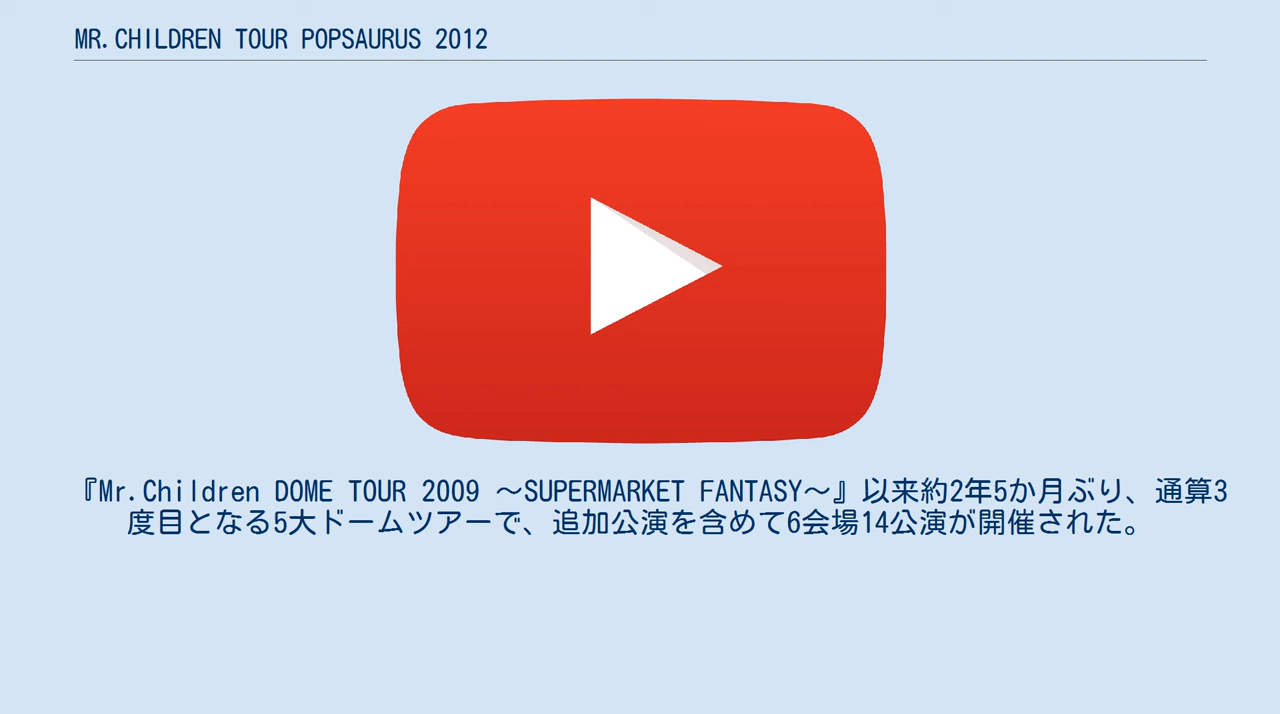 MR.CHILDREN TOUR POPSAURUS 2012
『Mr.Children DOME TOUR 2009 ～SUPERMARKET FANTASY～』以来約2年5か月ぶり、通算3
度目となる5大ドームツアーで、追加公演を含めて6会場14公演が開催された。